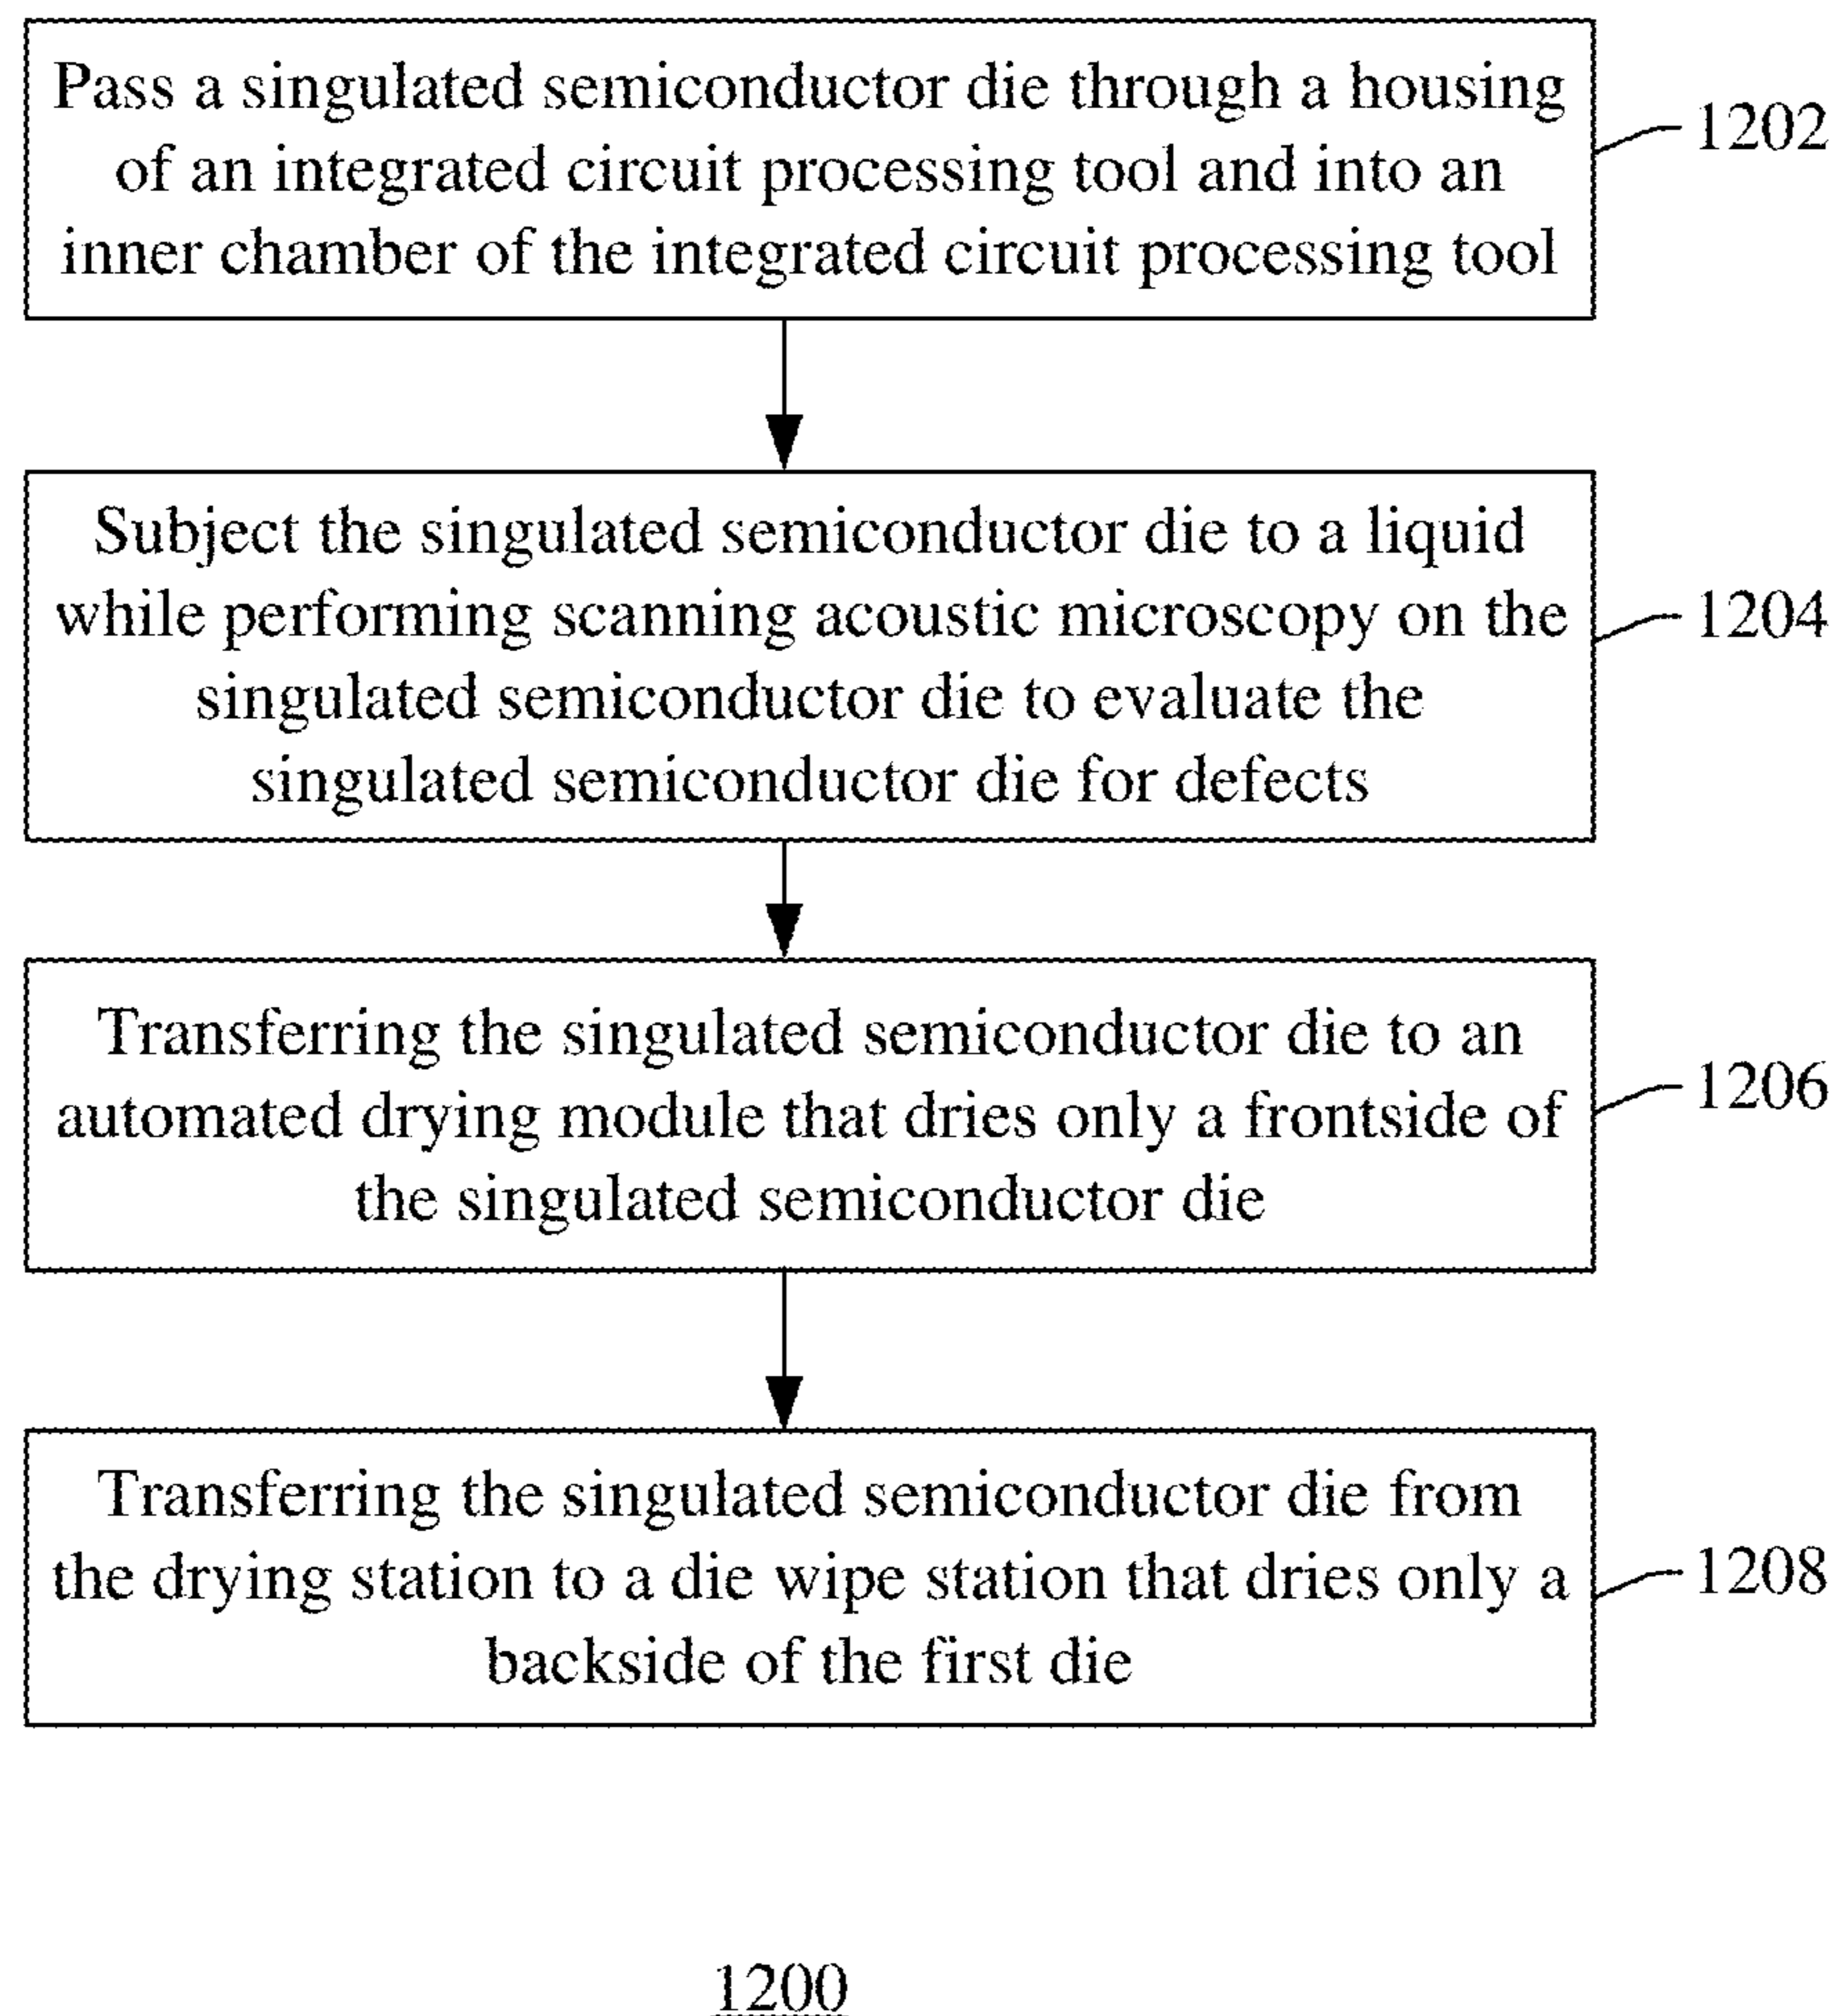 Pass a singulated semiconductor die through a housing
of an integrated circuit processing tool and into an
inner chamber of the integrated circuit processing tool
1202
Subject the singulated semiconductor die to a liquid
while performing scanning acoustic microscopy on the
singulated semiconductor die to evaluate the
singulated semiconductor die for defects
1204
Transferring the singulated semiconductor die to an
automated drying module that dries only a frontside of
the singulated semiconductor die
1206
Transferring the singulated semiconductor die from
the drying station to a die wipe station that dries only a
backside of the first die
1208
1200